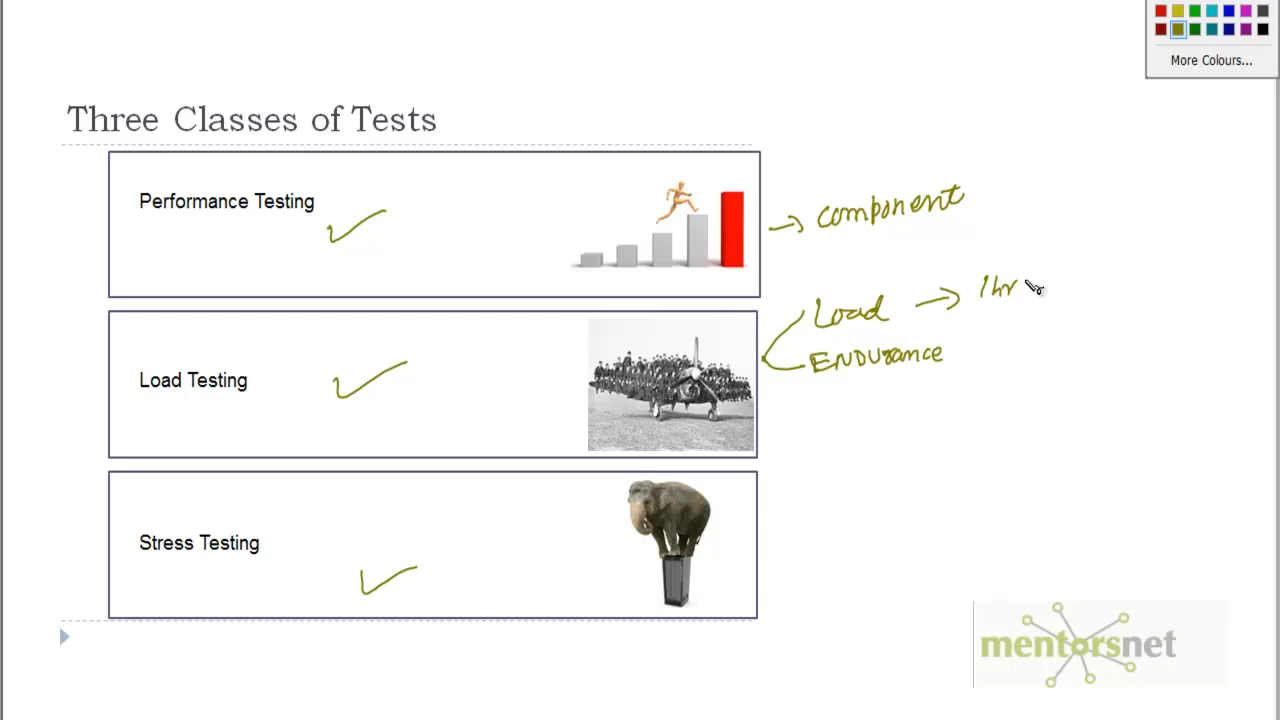 More Colours...
Three Classes of Tests
Performance Testing
component
Load → 1hr
ENDUrance
Load Testing
Stress Testing
mentorsnet